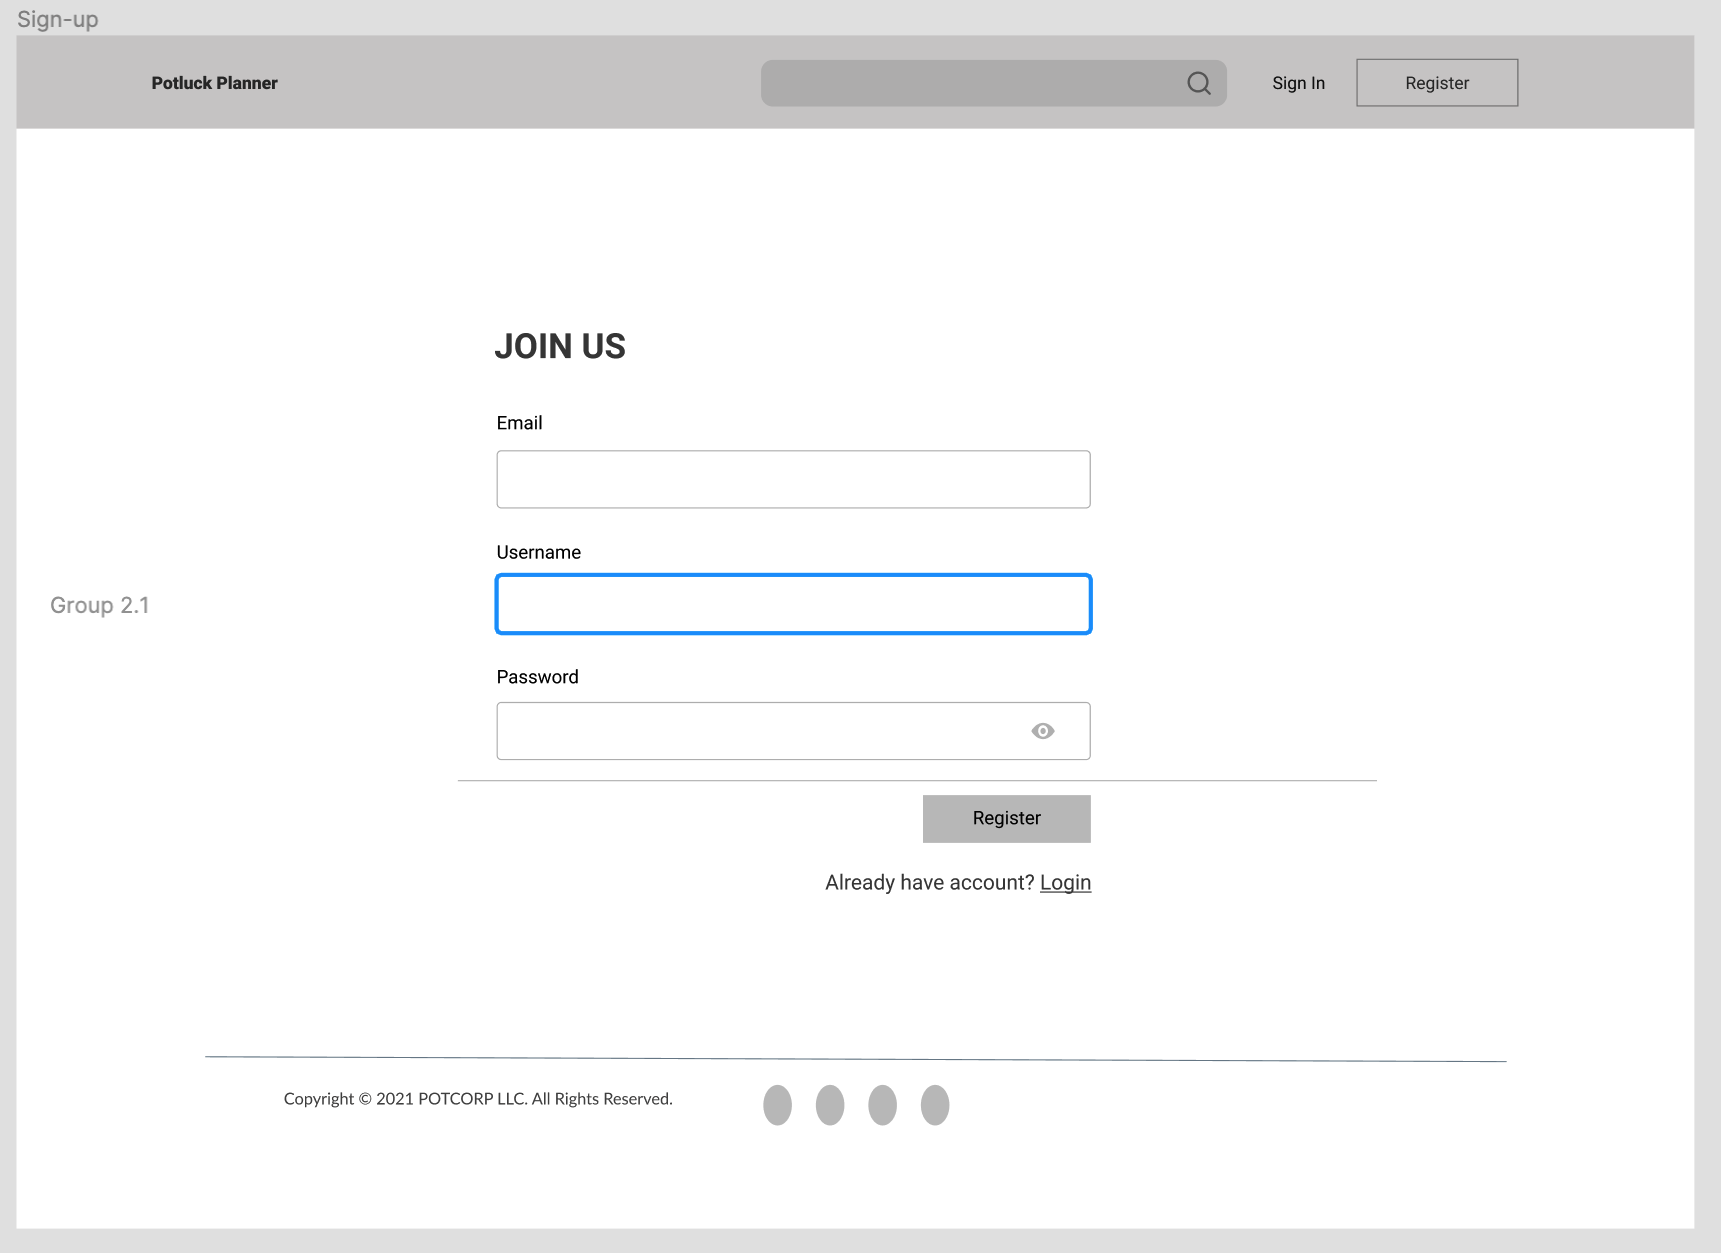 Sign-up
Potluck Planner
Sign In
Register
JOIN US
Email
Username
Group 2.1
Password
Register
Already have account? Login
Copyright © 2021 POTCORP LLC. All Rights Reserved.